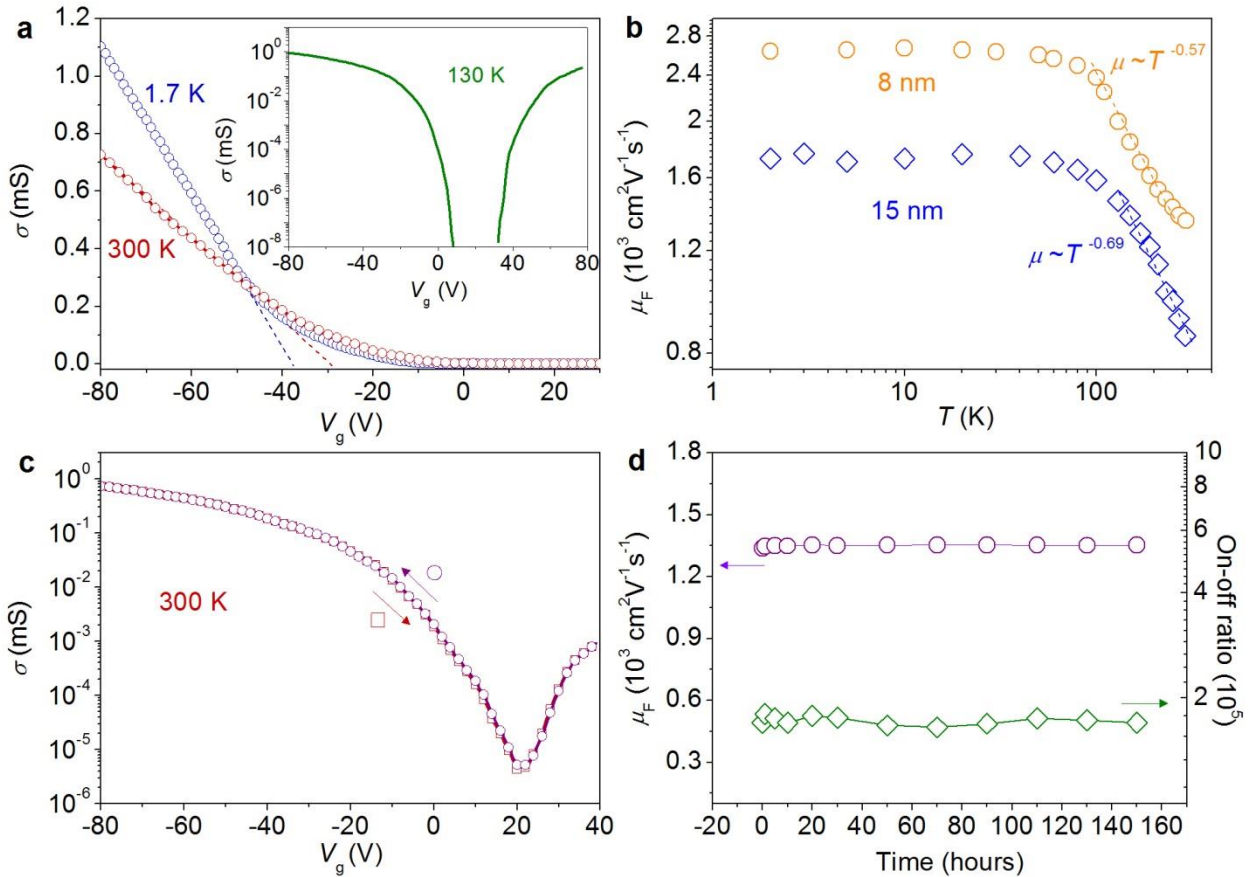 a
1.2
1.0
0.8
0.6
0.4
0.2
0.0
σ (mS)
1.7 K
300 K
-80 -60 -40 -20 0 20
V_g (V)
130 K
10^0
10^-2
10^-4
10^-6
10^-8
σ (mS)
-80 -40 0 40 80
V_g (V)
b
2.8
2.4
2
1.6
1.2
0.8
μ_F (10^3 cm^2V^-1s^-1)
μ ~T^-0.57
8 nm
15 nm
μ ~T^-0.69
1 10 100
T (K)
c
10^0
10^-1
10^-2
10^-3
10^-4
10^-5
10^-6
σ (mS)
300 K
-80 -60 -40 -20 0 20 40
V_g (V)
d
1.8
1.5
1.2
0.9
0.6
0.3
μ_F (10^3 cm^2V^-1s^-1)
10
8
6
5
2
On-off ratio (10^5)
-20 0 20 40 60 80 100 120 140 160
Time (hours)